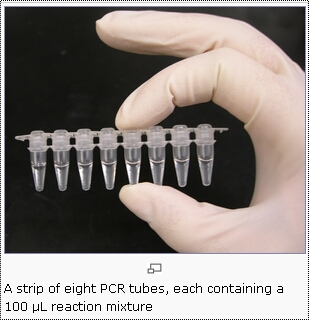 A strip of eight PCR tubes, each containing a
100 µL reaction mixture